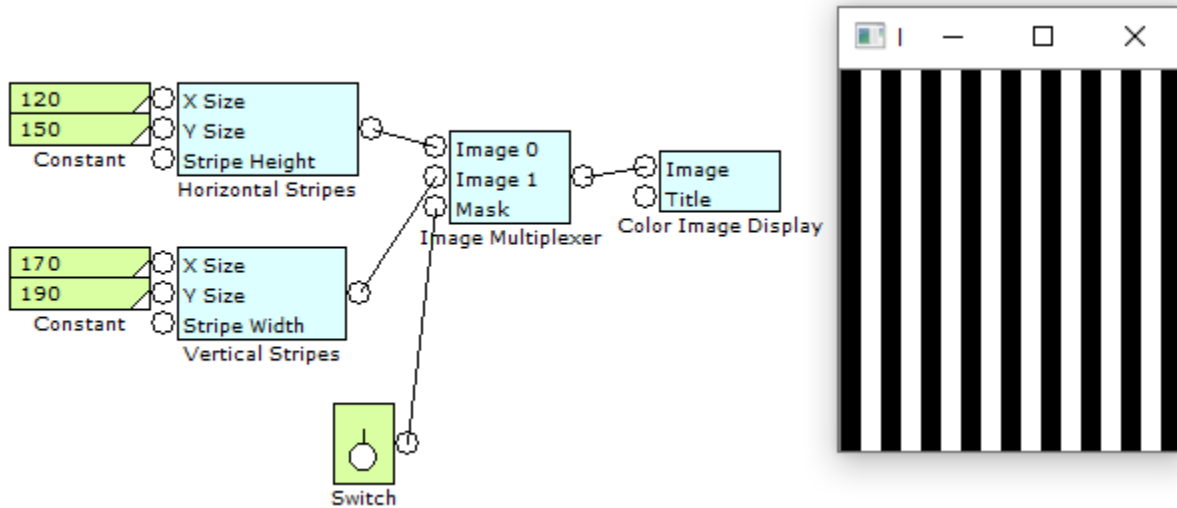 120
150
Constant
X Size
Y Size
Stripe Height
Horizontal Stripes
170
190
Constant
X Size
Y Size
Stripe Width
Vertical Stripes
Switch
Image 0
Image 1
Mask
Image Multiplexer
Image
Title
Color Image Display
I